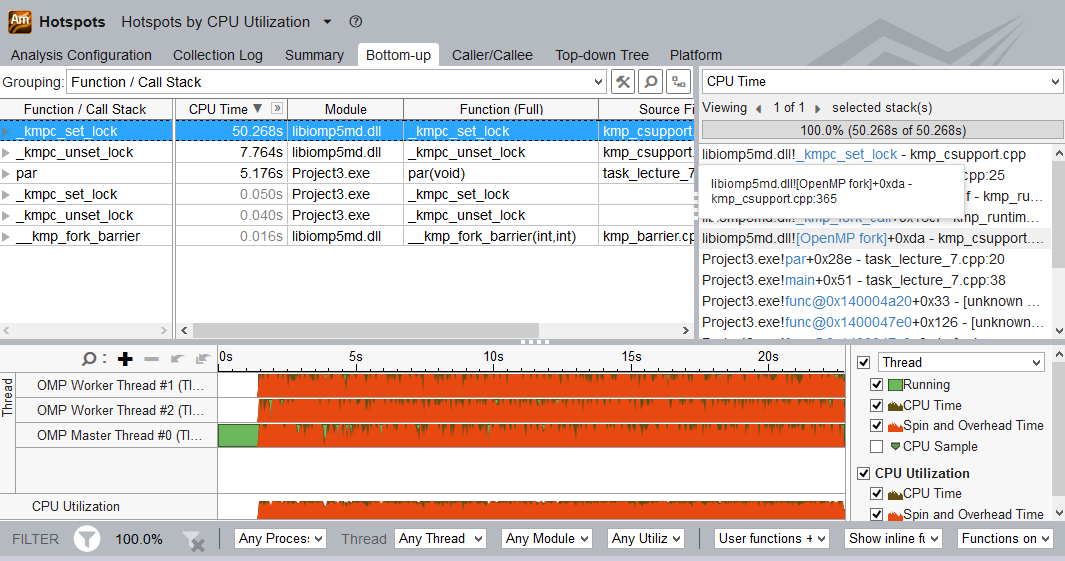 Am Hotspots Hotspots by CPU Utilization
Analysis Configuration Collection Log Summary Bottom-up Caller/Callee Top-down Tree Platform
Grouping: Function / Call Stack
Function / Call Stack CPU Time Module Function (Full) Source Fi
_kmpc_set_lock 50.268s libiomp5md.dll _kmpc_set_lock kmp_csupport.
_kmpc_unset_lock 7.764s libiomp5md.dll _kmpc_unset_lock kmp_csupport.
par 5.176s Project3.exe par(void) task_lecture_7
_kmpc_set_lock 0.050s Project3.exe _kmpc_set_lock
_kmpc_unset_lock 0.040s Project3.exe _kmpc_unset_lock
__kmp_fork_barrier 0.016s libiomp5md.dll __kmp_fork_barrier(int,int) kmp_barrier.cp
CPU Time
Viewing 1 of 1 selected stack(s)
100.0% (50.268s of 50.268s)
libiomp5md.dll!_kmpc_set_lock - kmp_csupport.cpp
.cpp:25
libiomp5md.dll![OpenMP fork]+0xda -
kmp_csupport.cpp:365
f - kmp_ru...
kmp_runtim...
libiomp5md.dll![OpenMP fork]+0xda - kmp_csupport....
Project3.exe!par+0x28e - task_lecture_7.cpp:20
Project3.exe!main+0x51 - task_lecture_7.cpp:38
Project3.exe!func@0x140004a20+0x33 - [unknown ...
Project3.exe!func@0x1400047e0+0x126 - [unknown...
0s 5s 10s 15s 20s
Thread
OMP Worker Thread #1 (TI...
OMP Worker Thread #2 (TI...
OMP Master Thread #0 (TI...
CPU Utilization
Thread
Running
CPU Time
Spin and Overhead Time
CPU Sample
CPU Utilization
CPU Time
Spin and Overhead Time
FILTER 100.0% Any Proces Thread Any Thread Any Module Any Utiliz User functions + Show inline fu Functions on